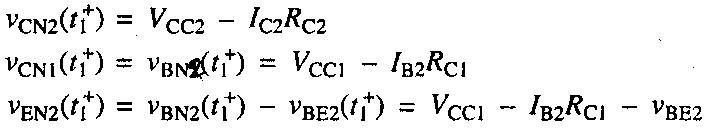 v_CN2(t_1^+) = V_CC2 − I_C2R_C2
v_CN1(t_1^+) = v_BN2(t_1^+) = V_CC1 − I_B2R_C1
v_EN2(t_1^+) = v_BN2(t_1^+) − v_BE2(t_1^+) = V_CC1 − I_B2R_C1 − v_BE2